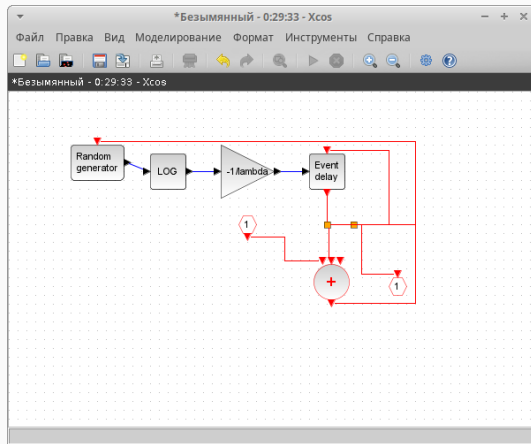 *Безымянный - 0:29:33 - Xcos
Файл Правка Вид Моделирование Формат Инструменты Справка
*Безымянный - 0:29:33 - Xcos
Random
generator
LOG
-1/lambda
Event
delay
1
+
1